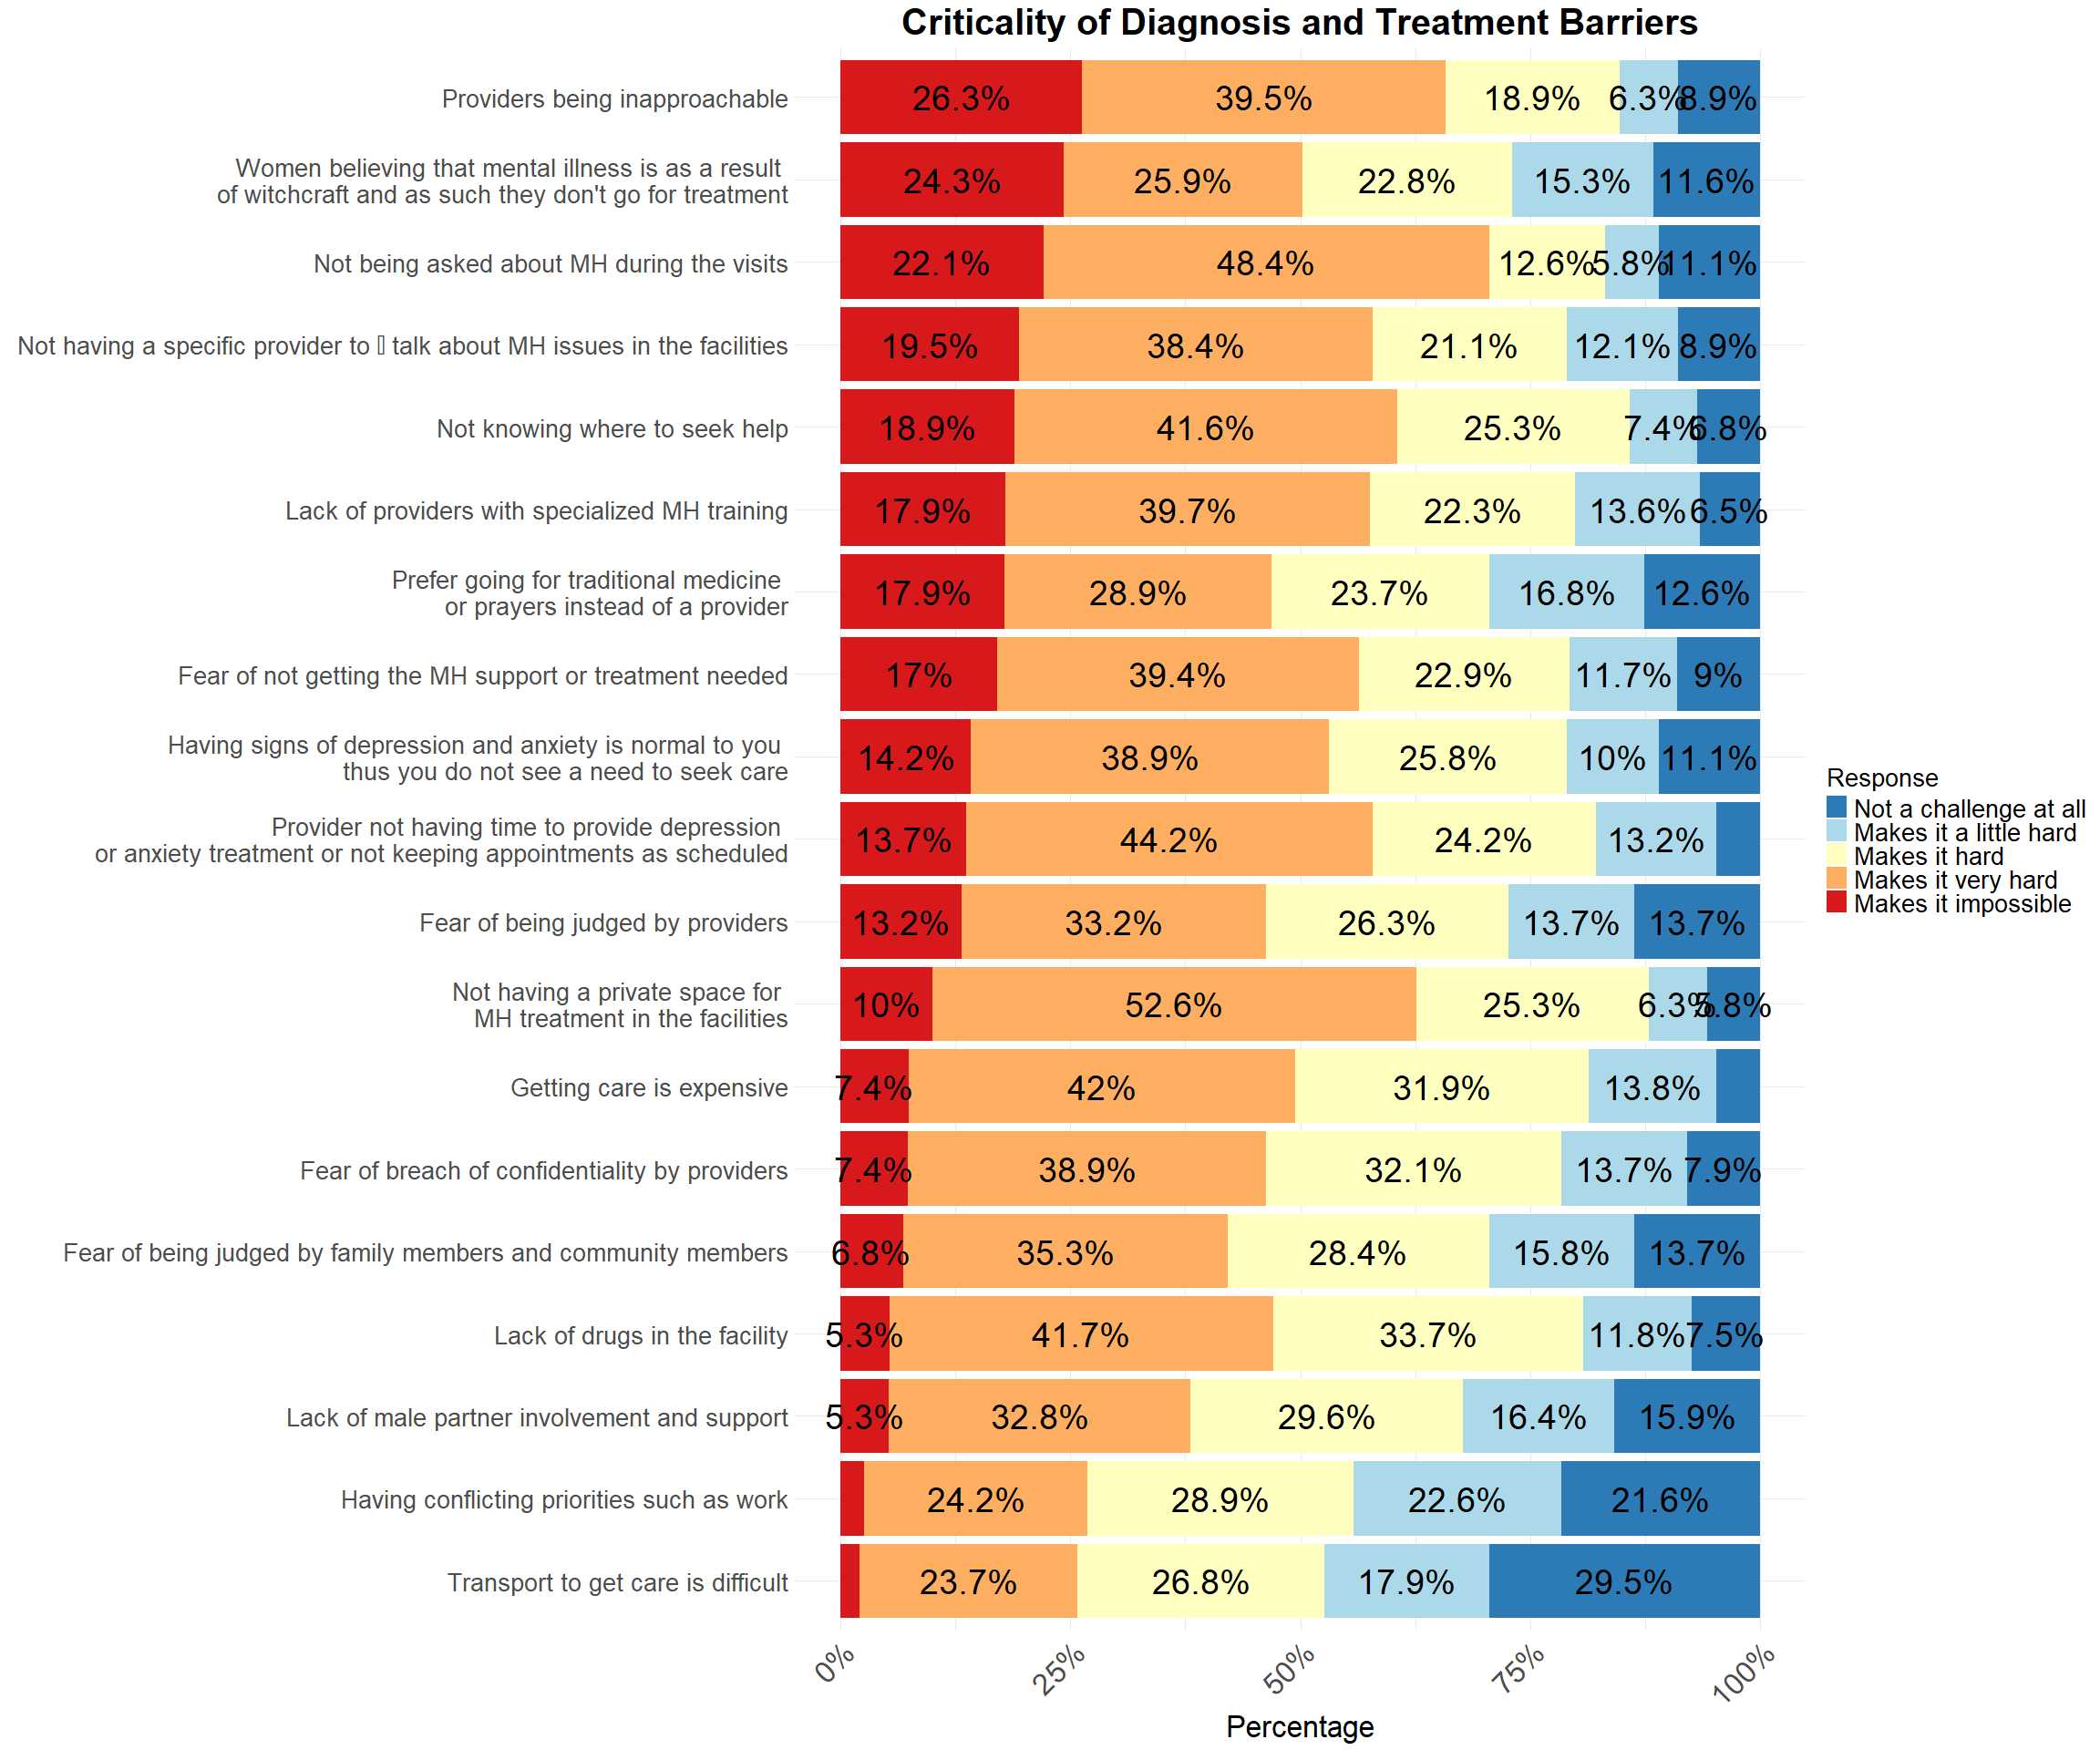 Criticality of Diagnosis and Treatment Barriers
Providers being inapproachable
26.3% 39.5% 18.9% 6.3% 8.9%
Women believing that mental illness is as a result
of witchcraft and as such they don't go for treatment
24.3% 25.9% 22.8% 15.3% 11.6%
Not being asked about MH during the visits
22.1% 48.4% 12.6% 5.8% 11.1%
Not having a specific provider to talk about MH issues in the facilities
19.5% 38.4% 21.1% 12.1% 8.9%
Not knowing where to seek help
18.9% 41.6% 25.3% 7.4% 6.8%
Lack of providers with specialized MH training
17.9% 39.7% 22.3% 13.6% 6.5%
Prefer going for traditional medicine
or prayers instead of a provider
17.9% 28.9% 23.7% 16.8% 12.6%
Fear of not getting the MH support or treatment needed
17% 39.4% 22.9% 11.7% 9%
Having signs of depression and anxiety is normal to you
thus you do not see a need to seek care
14.2% 38.9% 25.8% 10% 11.1%
Provider not having time to provide depression
or anxiety treatment or not keeping appointments as scheduled
13.7% 44.2% 24.2% 13.2%
Fear of being judged by providers
13.2% 33.2% 26.3% 13.7% 13.7%
Not having a private space for
MH treatment in the facilities
10% 52.6% 25.3% 6.3% 5.8%
Getting care is expensive
7.4% 42% 31.9% 13.8%
Fear of breach of confidentiality by providers
7.4% 38.9% 32.1% 13.7% 7.9%
Fear of being judged by family members and community members
6.8% 35.3% 28.4% 15.8% 13.7%
Lack of drugs in the facility
5.3% 41.7% 33.7% 11.8% 7.5%
Lack of male partner involvement and support
5.3% 32.8% 29.6% 16.4% 15.9%
Having conflicting priorities such as work
24.2% 28.9% 22.6% 21.6%
Transport to get care is difficult
23.7% 26.8% 17.9% 29.5%
0% 25% 50% 75% 100%
Percentage
Response
Not a challenge at all
Makes it a little hard
Makes it hard
Makes it very hard
Makes it impossible